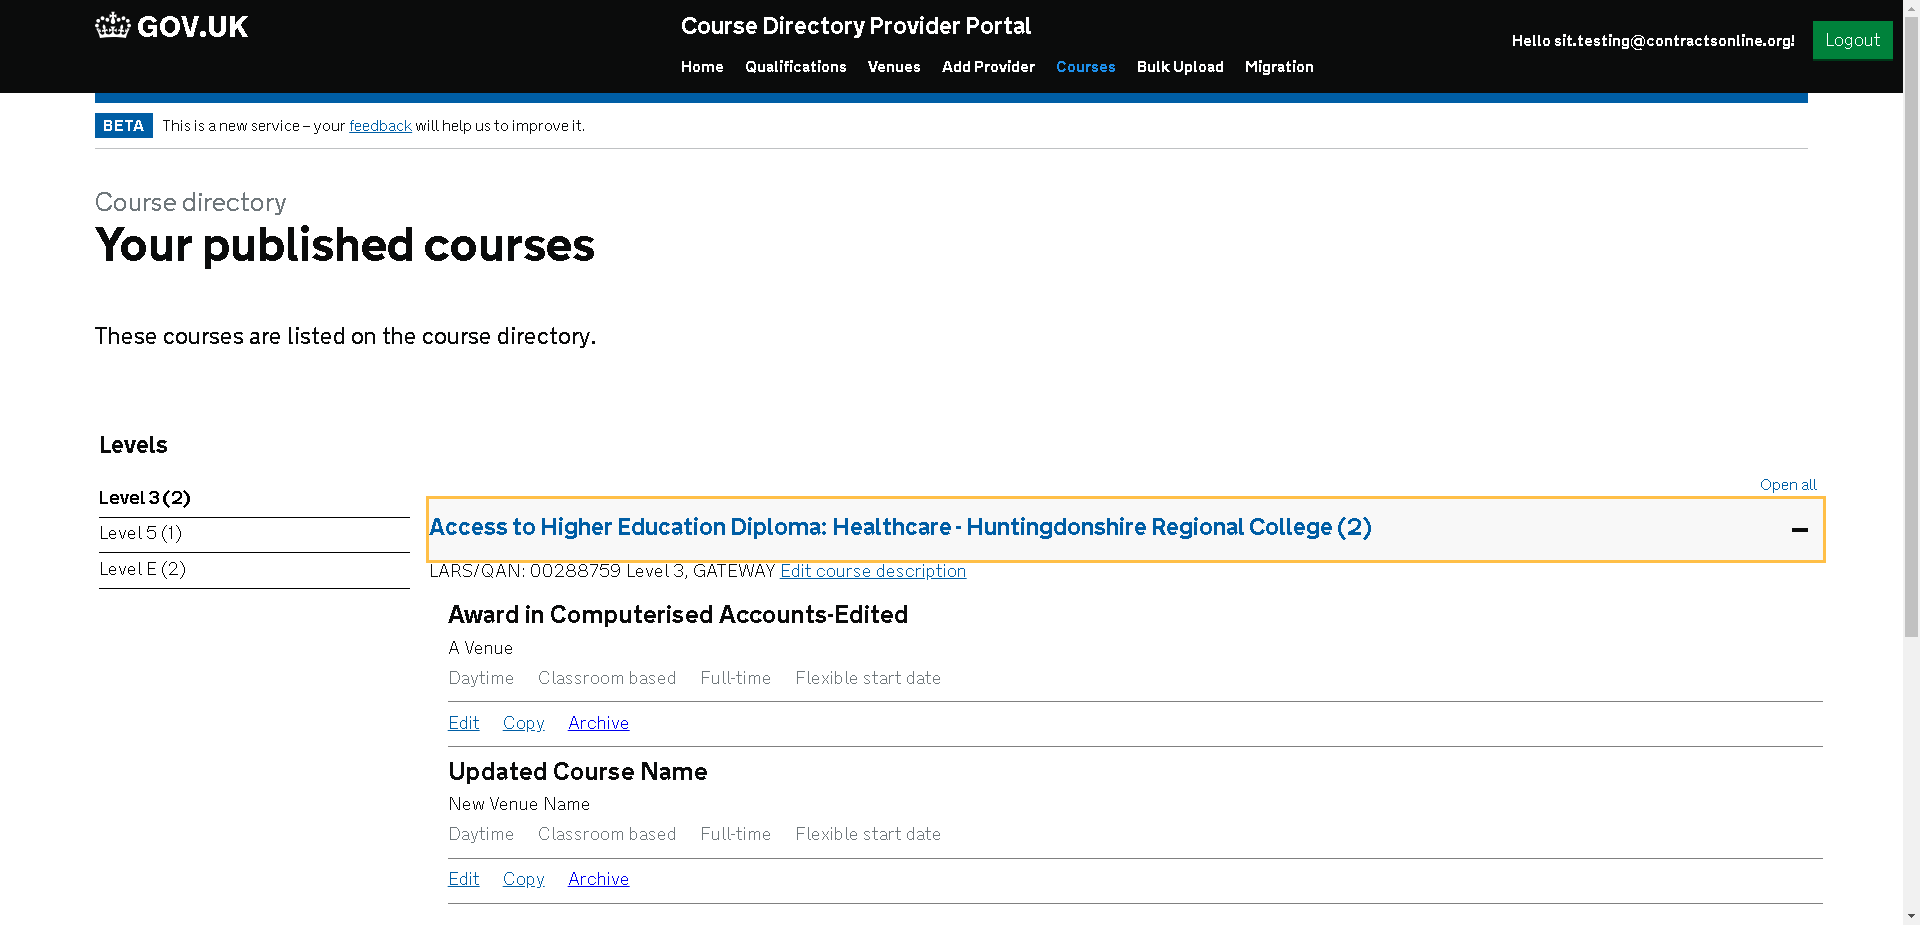 GOV.UK
Course Directory Provider Portal
Hello sit.testing@contractsonline.org!
Logout
Home Qualifications Venues Add Provider Courses Bulk Upload Migration
BETA This is a new service – your feedback will help us to improve it.
Course directory
Your published courses
These courses are listed on the course directory.
Levels
Level 3 (2)
Level 5 (1)
Level E (2)
Open all
Access to Higher Education Diploma: Healthcare - Huntingdonshire Regional College (2)
LARS/QAN: 00288759 Level 3, GATEWAY Edit course description
Award in Computerised Accounts-Edited
A Venue
Daytime Classroom based Full-time Flexible start date
Edit Copy Archive
Updated Course Name
New Venue Name
Daytime Classroom based Full-time Flexible start date
Edit Copy Archive